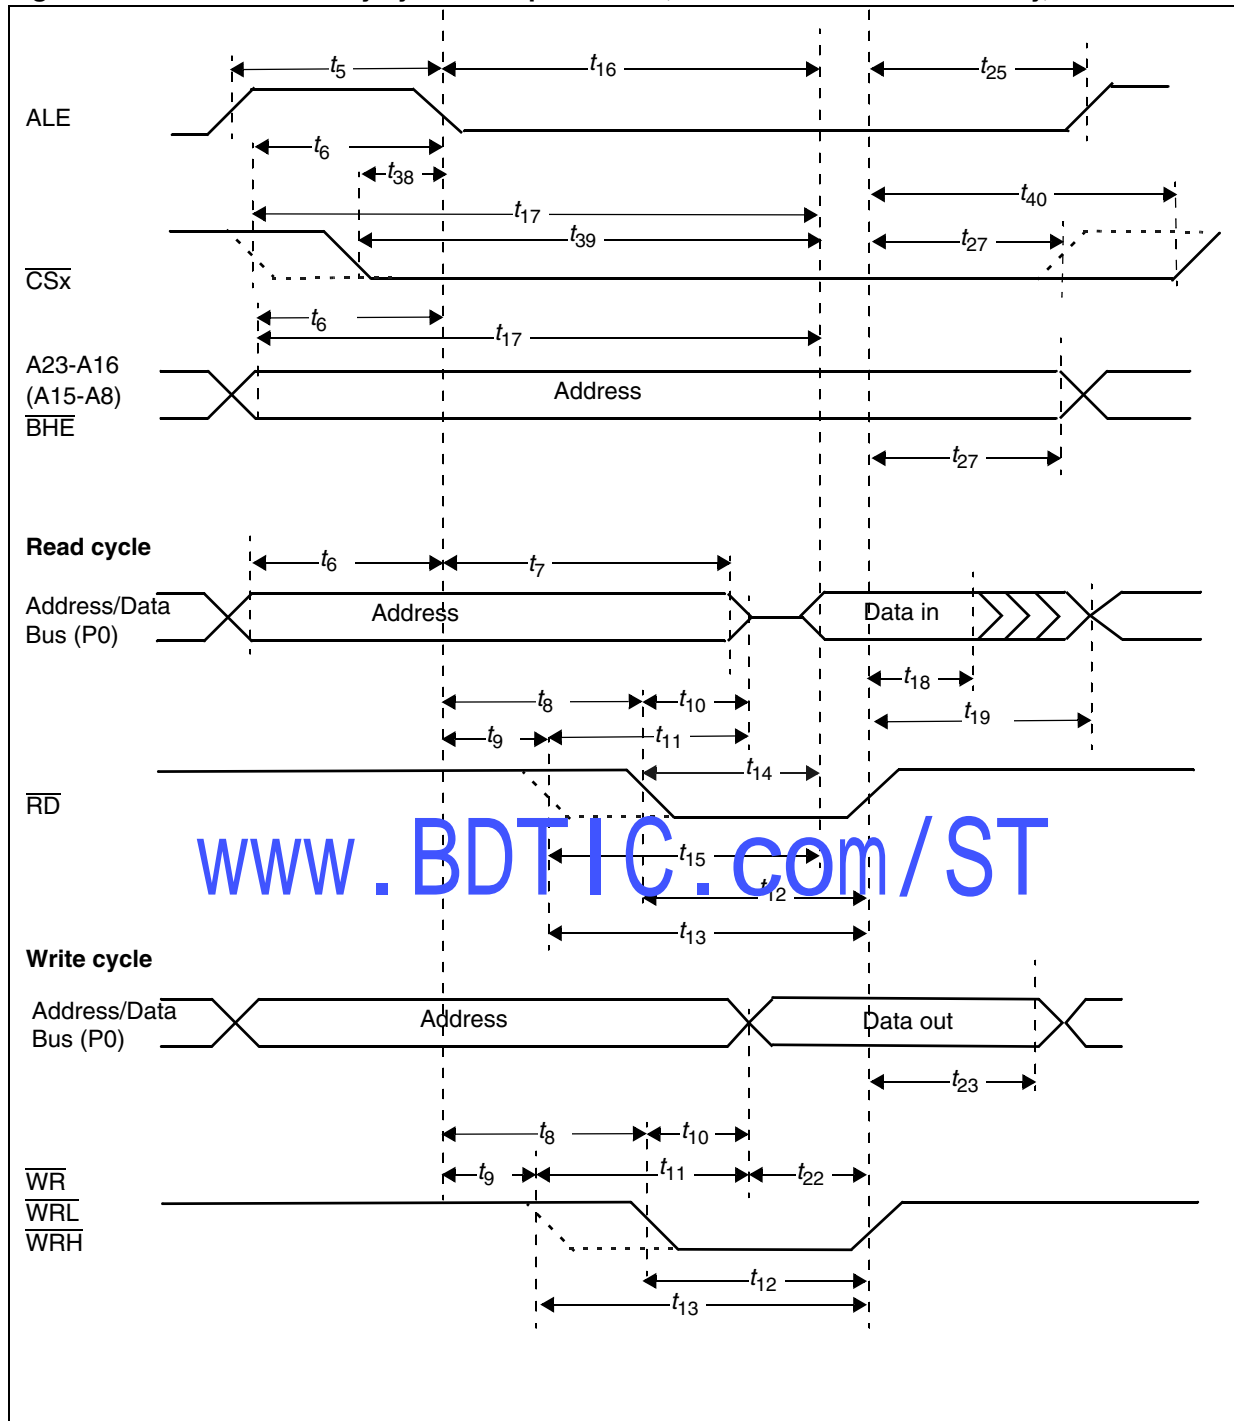 t5
t16
t25
ALE
t6
t38
t40
t17
t39
t27
CSx
t6
t17
A23-A16
(A15-A8)
BHE
Address
t27
Read cycle
t6
t7
Address/Data
Bus (P0)
Address
Data in
t18
t8
t10
t19
t9
t11
t14
RD
www.BDTIC.com/ST
t15
t12
t13
Write cycle
Address/Data
Bus (P0)
Address
Data out
t23
t8
t10
t9
t11
t22
WR
WRL
WRH
t12
t13